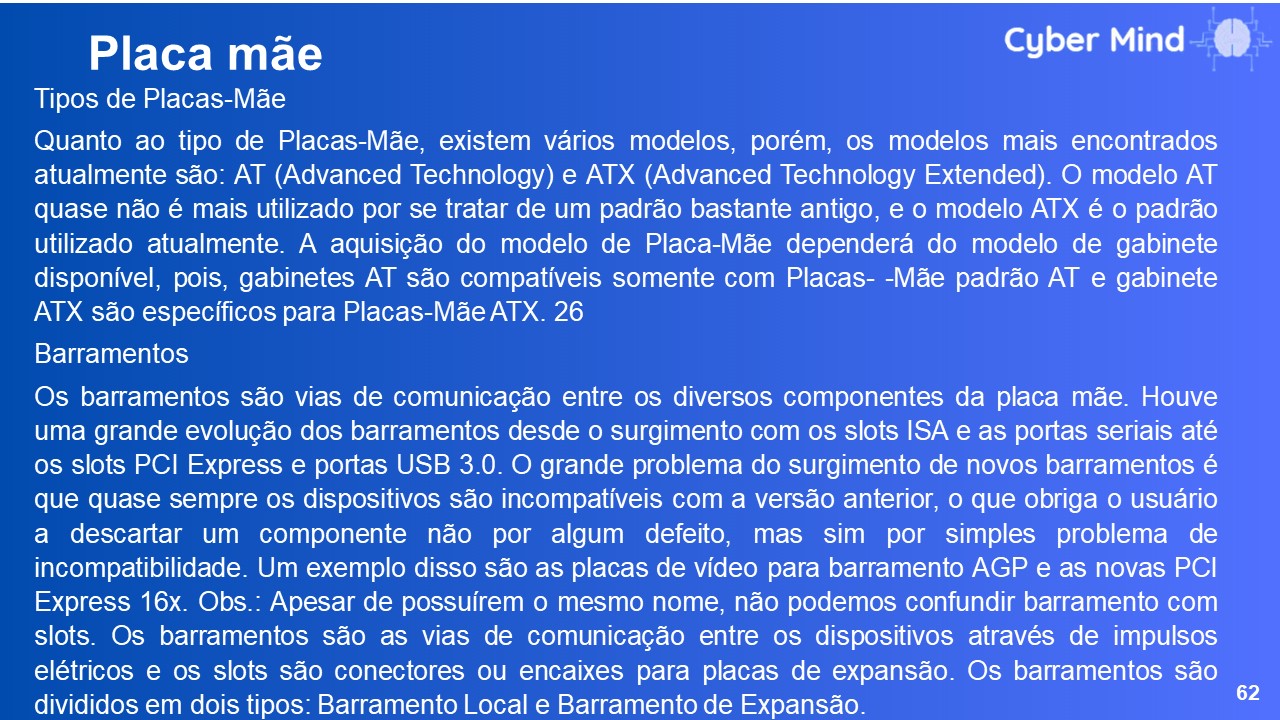 Placa mãe
Cyber Mind
Tipos de Placas-Mãe
Quanto ao tipo de Placas-Mãe, existem vários modelos, porém, os modelos mais encontrados
atualmente são: AT (Advanced Technology) e ATX (Advanced Technology Extended). O modelo AT
quase não é mais utilizado por se tratar de um padrão bastante antigo, e o modelo ATX é o padrão
utilizado atualmente. A aquisição do modelo de Placa-Mãe dependerá do modelo de gabinete
disponível, pois, gabinetes AT são compatíveis somente com Placas- -Mãe padrão AT e gabinete
ATX são específicos para Placas-Mãe ATX. 26
Barramentos
Os barramentos são vias de comunicação entre os diversos componentes da placa mãe. Houve
uma grande evolução dos barramentos desde o surgimento com os slots ISA e as portas seriais até
os slots PCI Express e portas USB 3.0. O grande problema do surgimento de novos barramentos é
que quase sempre os dispositivos são incompatíveis com a versão anterior, o que obriga o usuário
a descartar um componente não por algum defeito, mas sim por simples problema de
incompatibilidade. Um exemplo disso são as placas de vídeo para barramento AGP e as novas PCI
Express 16x. Obs.: Apesar de possuírem o mesmo nome, não podemos confundir barramento com
slots. Os barramentos são as vias de comunicação entre os dispositivos através de impulsos
elétricos e os slots são conectores ou encaixes para placas de expansão. Os barramentos são
divididos em dois tipos: Barramento Local e Barramento de Expansão.
62